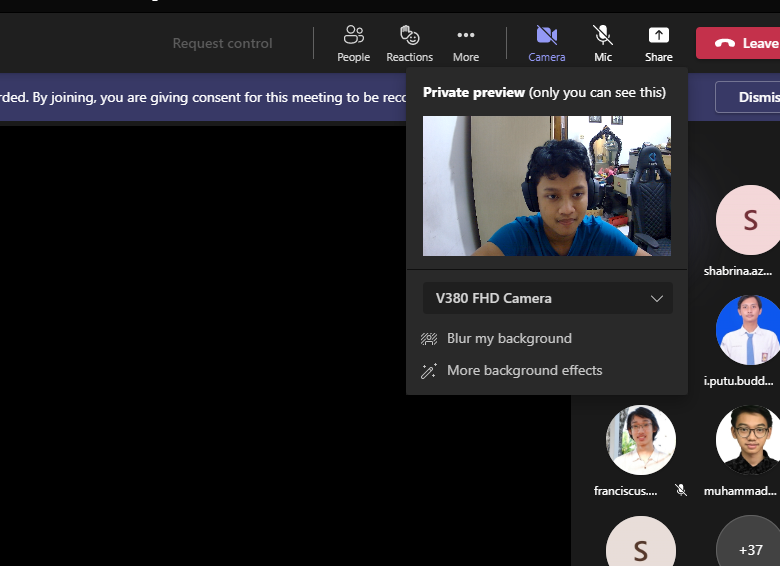 Request control
People
Reactions
More
Camera
Mic
Share
Leave
rded. By joining, you are giving consent for this meeting to be reco
Dismis
Private preview (only you can see this)
V380 FHD Camera
Blur my background
More background effects
S
shabrina.az...
i.putu.budd...
franciscus....
muhammad...
S
+37